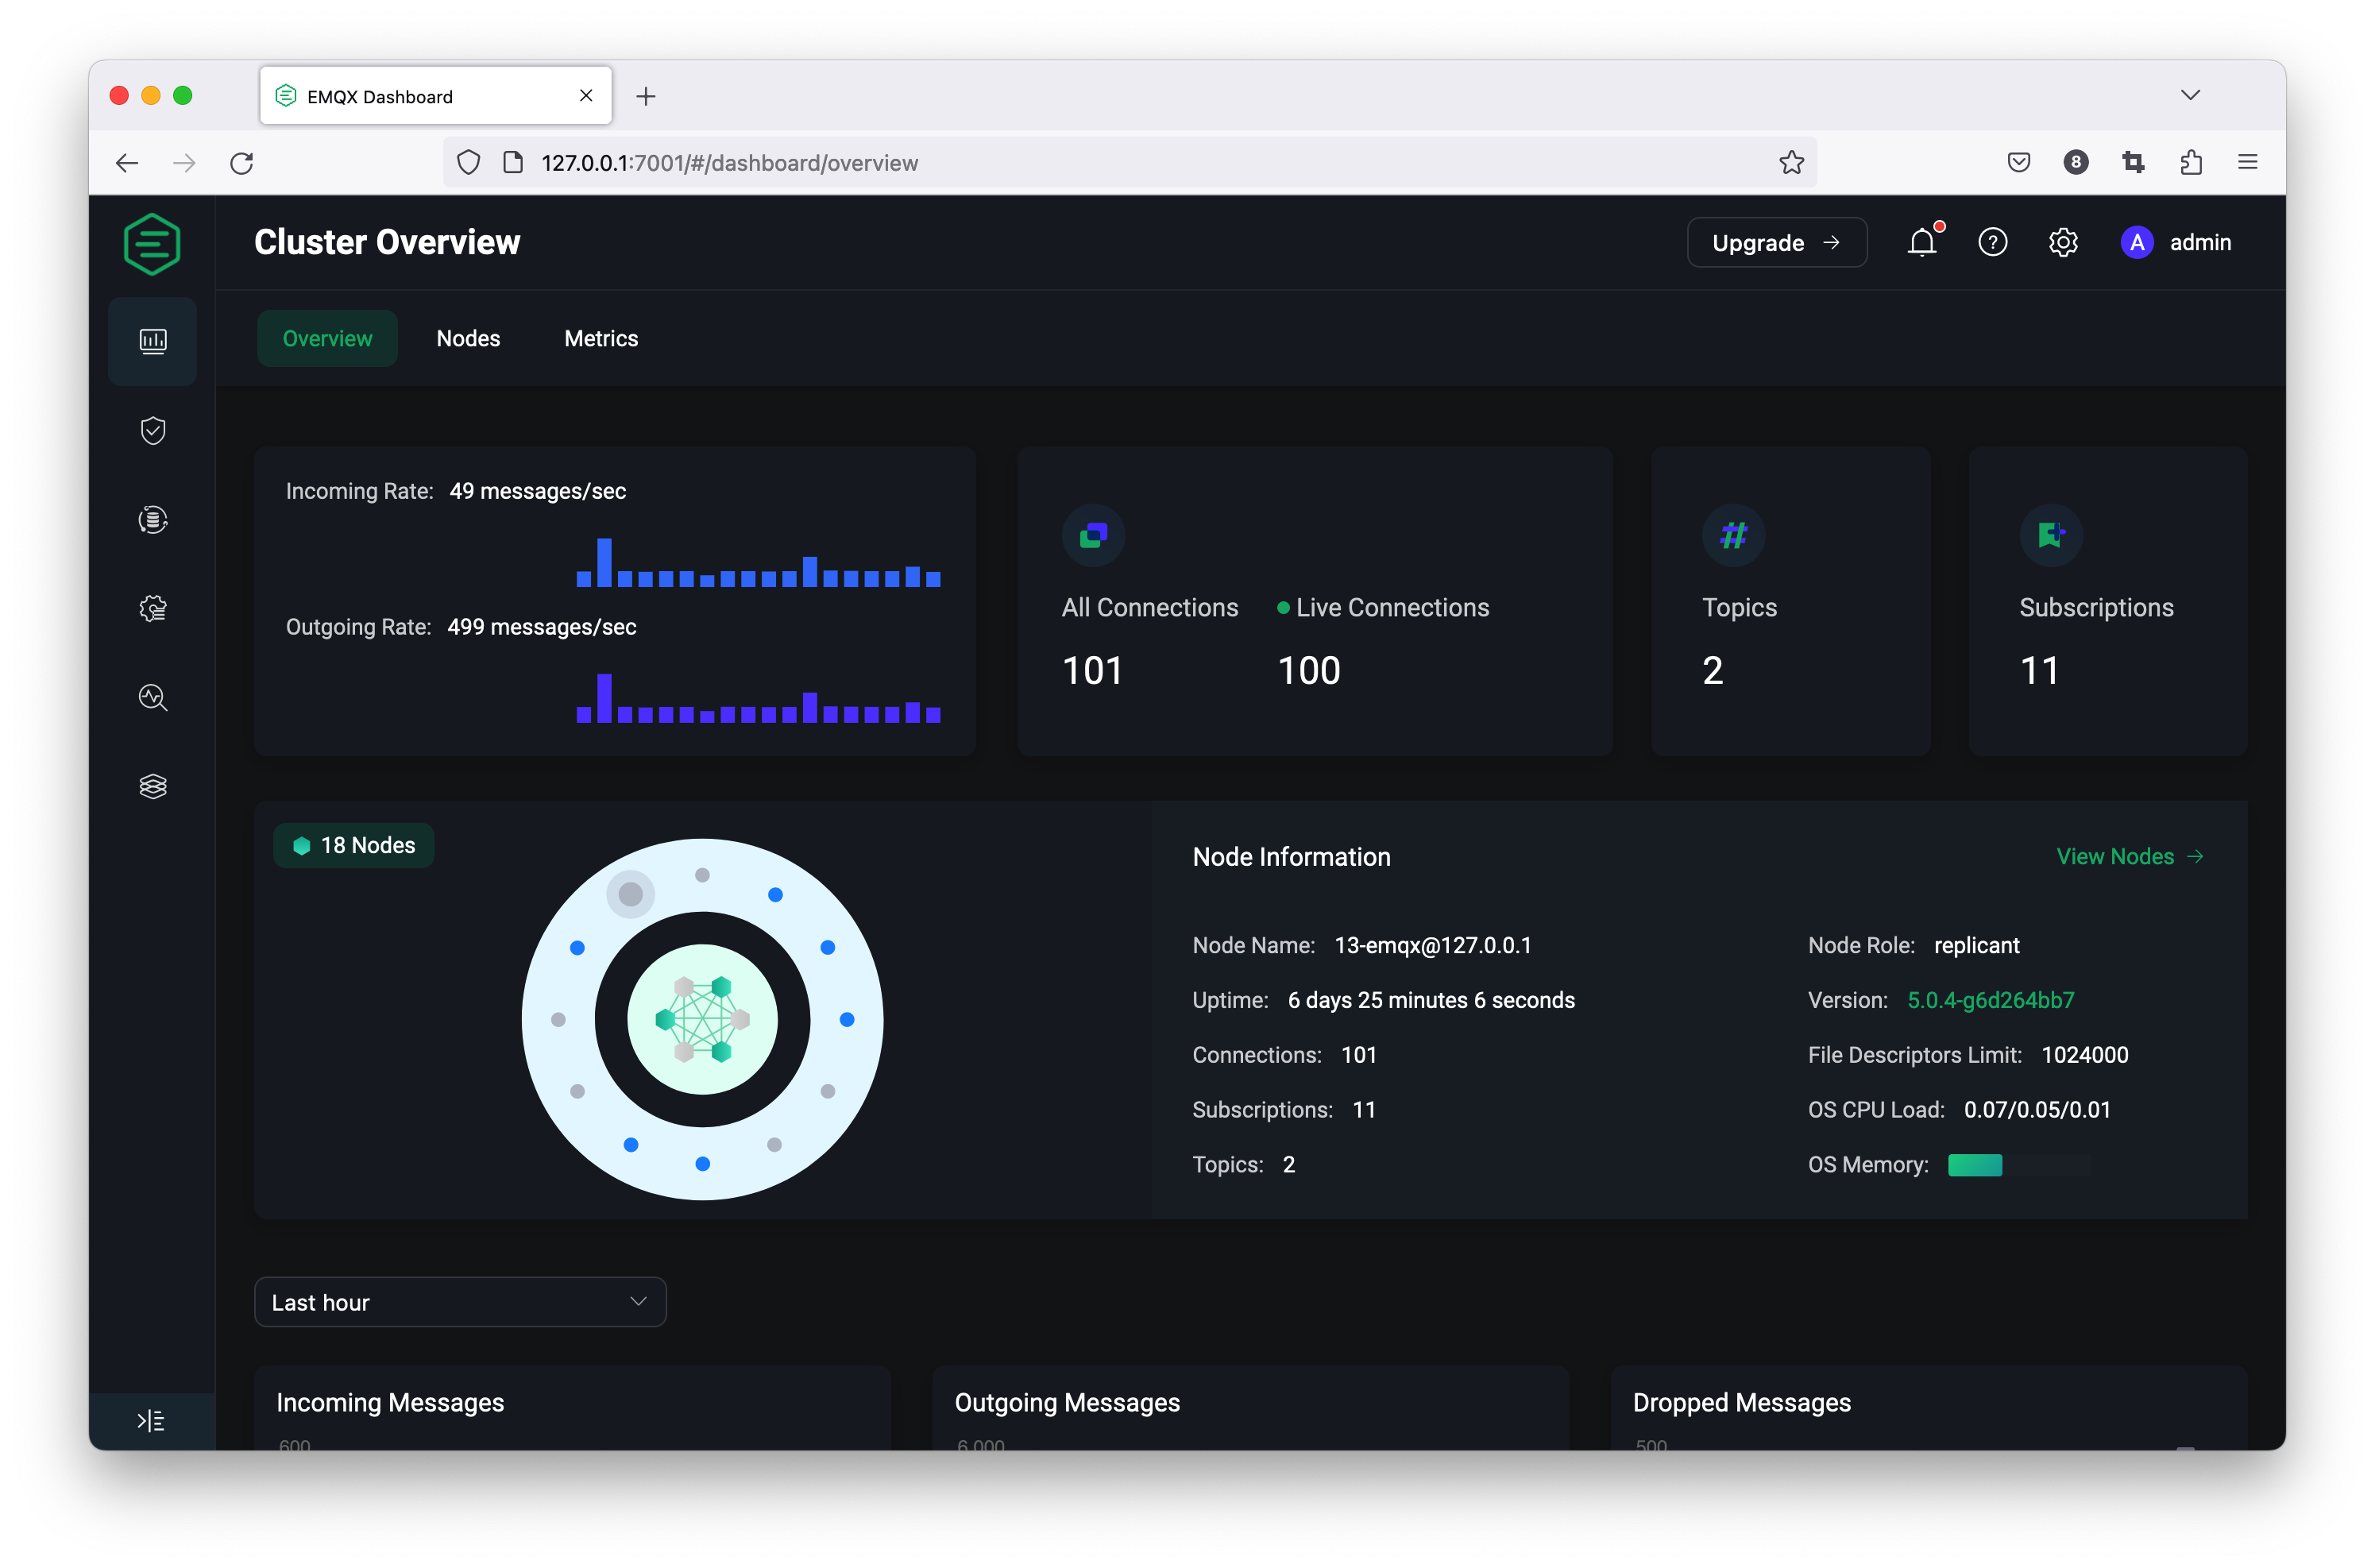 EMQX Dashboard
127.0.0.1:7001/#/dashboard/overview
8
Cluster Overview
Upgrade
A admin
Overview Nodes Metrics
Incoming Rate: 49 messages/sec
Outgoing Rate: 499 messages/sec
All Connections
101
Live Connections
100
Topics
2
Subscriptions
11
18 Nodes
Node Information
View Nodes
Node Name: 13-emqx@127.0.0.1
Node Role: replicant
Uptime: 6 days 25 minutes 6 seconds
Version: 5.0.4-g6d264bb7
Connections: 101
File Descriptors Limit: 1024000
Subscriptions: 11
OS CPU Load: 0.07/0.05/0.01
Topics: 2
OS Memory:
Last hour
Incoming Messages
600
Outgoing Messages
6,000
Dropped Messages
500